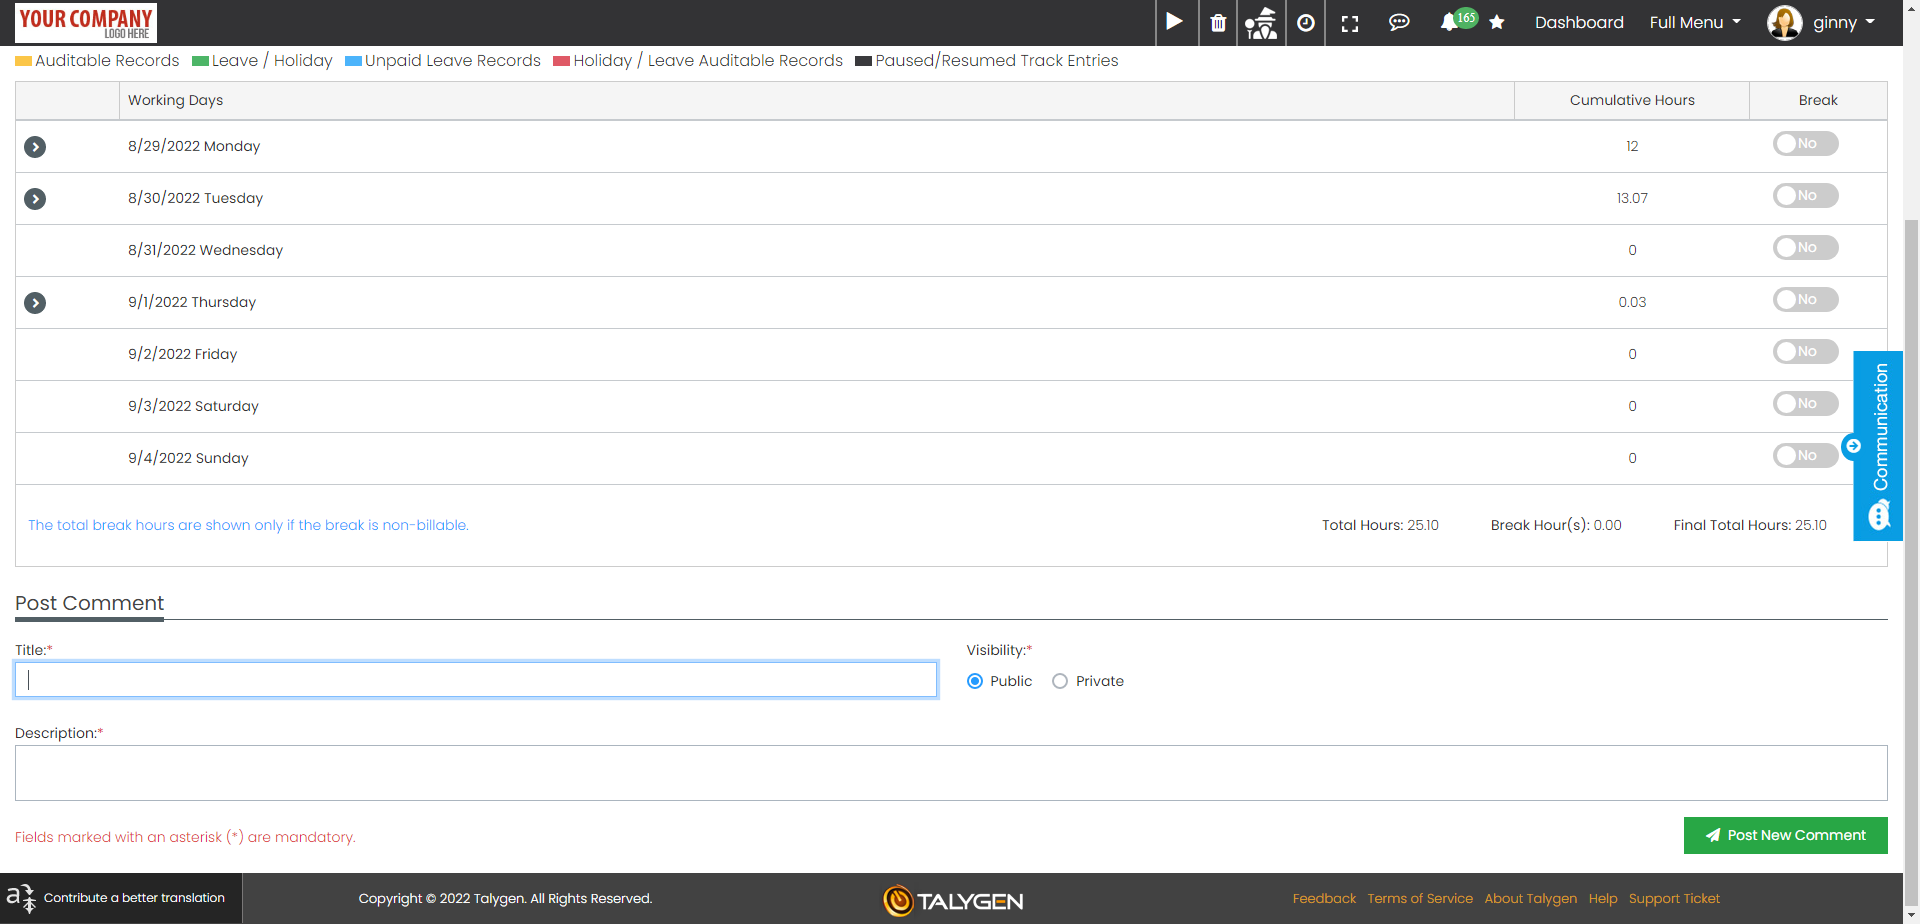 YOUR COMPANY
LOGO HERE
165
Dashboard
Full Menu
ginny
Auditable Records
Leave / Holiday
Unpaid Leave Records
Holiday / Leave Auditable Records
Paused/Resumed Track Entries
Working Days
Cumulative Hours
Break
8/29/2022 Monday
12
No
8/30/2022 Tuesday
13.07
No
8/31/2022 Wednesday
0
No
9/1/2022 Thursday
0.03
No
9/2/2022 Friday
0
No
9/3/2022 Saturday
0
No
9/4/2022 Sunday
0
No
Communication
The total break hours are shown only if the break is non-billable.
Total Hours: 25.10
Break Hour(s): 0.00
Final Total Hours: 25.10
Post Comment
Title:*
Visibility:*
Public
Private
Description:*
Fields marked with an asterisk (*) are mandatory.
Post New Comment
Contribute a better translation
Copyright © 2022 Talygen. All Rights Reserved.
TALYGEN
Feedback
Terms of Service
About Talygen
Help
Support Ticket